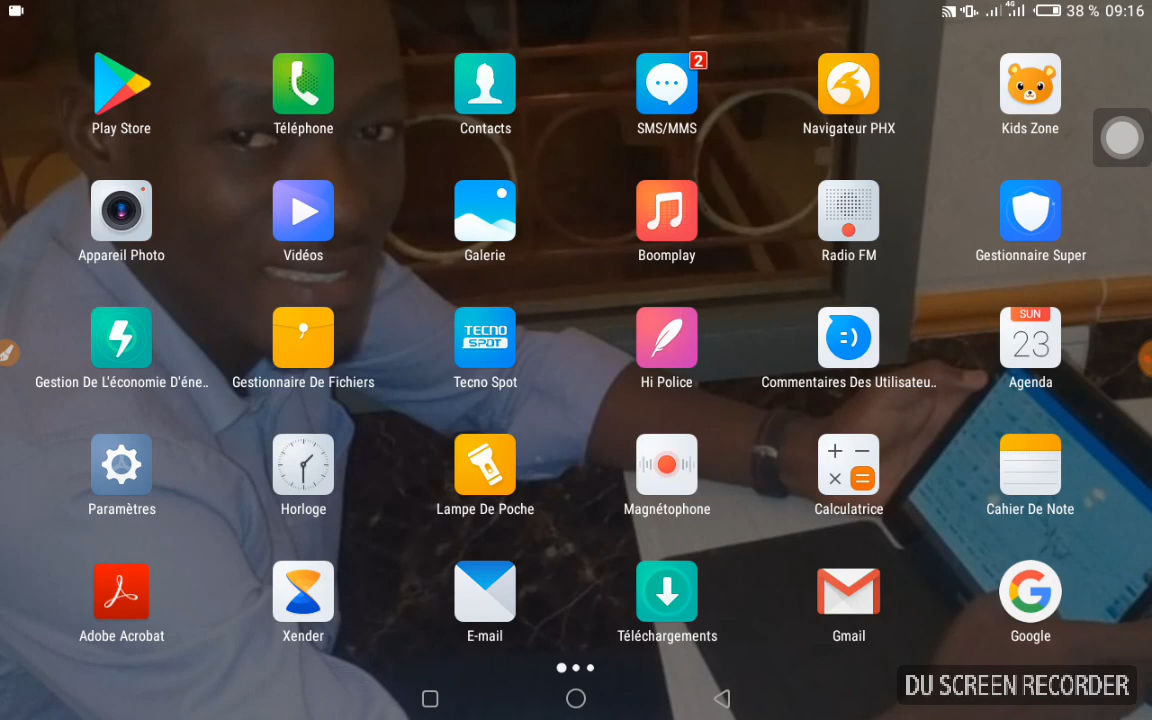 4G 38 % 09:16
2
Play Store Téléphone Contacts SMS/MMS Navigateur PHX Kids Zone
Appareil Photo Vidéos Galerie Boomplay Radio FM Gestionnaire Super
TECNO
SPOT
SUN
23
Gestion De L'économie D'éne.. Gestionnaire De Fichiers Tecno Spot Hi Police Commentaires Des Utilisateu.. Agenda
Paramètres Horloge Lampe De Poche Magnétophone Calculatrice Cahier De Note
Adobe Acrobat Xender E-mail Téléchargements Gmail Google
DU SCREEN RECORDER